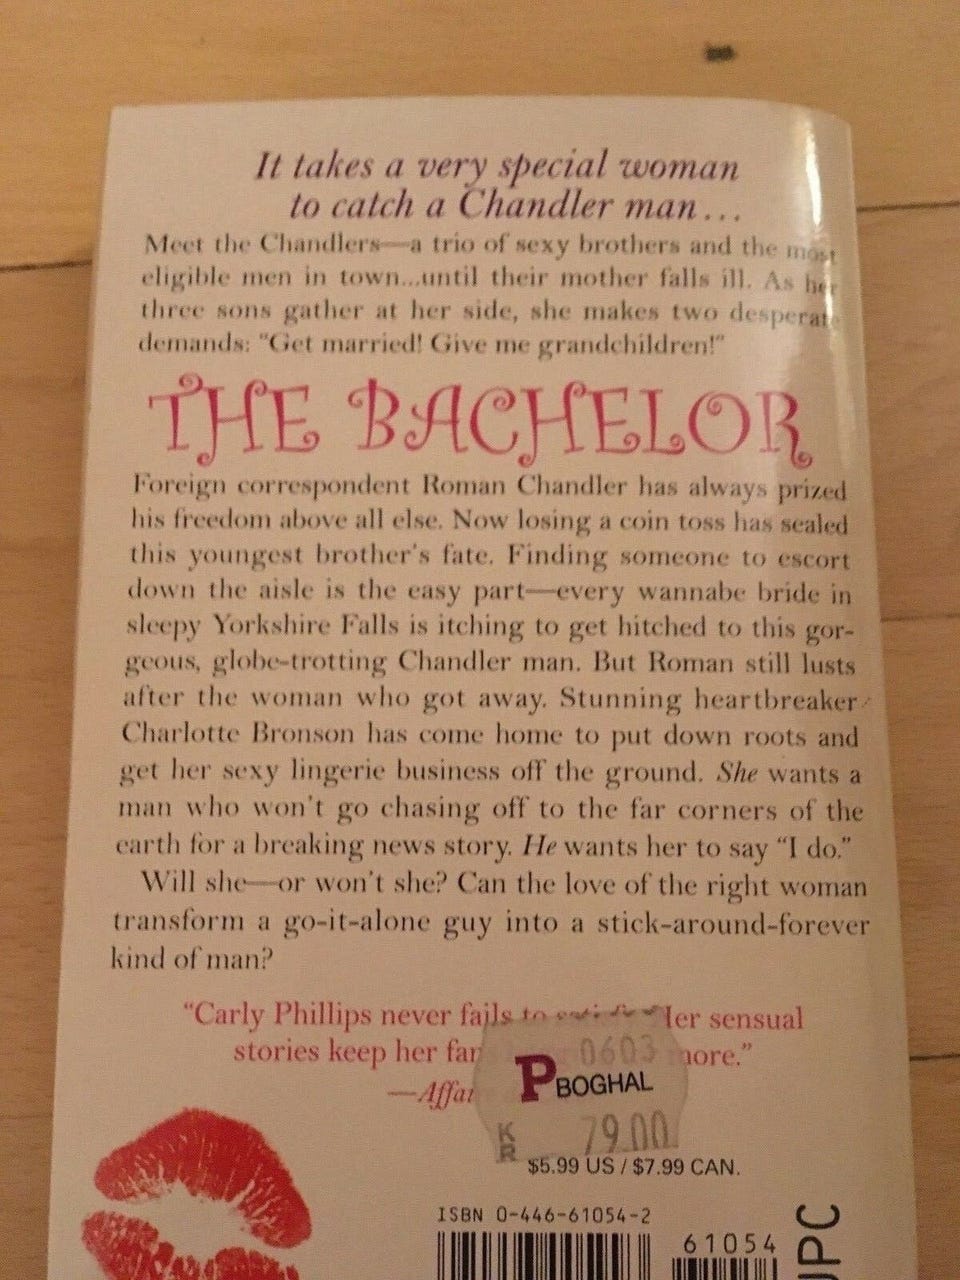 It takes a very special woman
to catch a Chandler man...
Meet the Chandlers—a trio of sexy brothers and the most
eligible men in town...until their mother falls ill. As her
three sons gather at her side, she makes two desperate
demands: "Get married! Give me grandchildren!"
THE BACHELOR
Foreign correspondent Roman Chandler has always prized
his freedom above all else. Now losing a coin toss has sealed
this youngest brother's fate. Finding someone to escort
down the aisle is the easy part—every wannabe bride in
sleepy Yorkshire Falls is itching to get hitched to this gor-
geous, globe-trotting Chandler man. But Roman still lusts
after the woman who got away. Stunning heartbreaker
Charlotte Bronson has come home to put down roots and
get her sexy lingerie business off the ground. She wants a
man who won't go chasing off to the far corners of the
earth for a breaking news story. He wants her to say "I do."
Will she—or won't she? Can the love of the right woman
transform a go-it-alone guy into a stick-around-forever
kind of man?
"Carly Phillips never fails to Her sensual
stories keep her more."
0603
P BOGHAL
KR 79.00
$5.99 US / $7.99 CAN.
ISBN 0-446-61054-2
61054
UPC